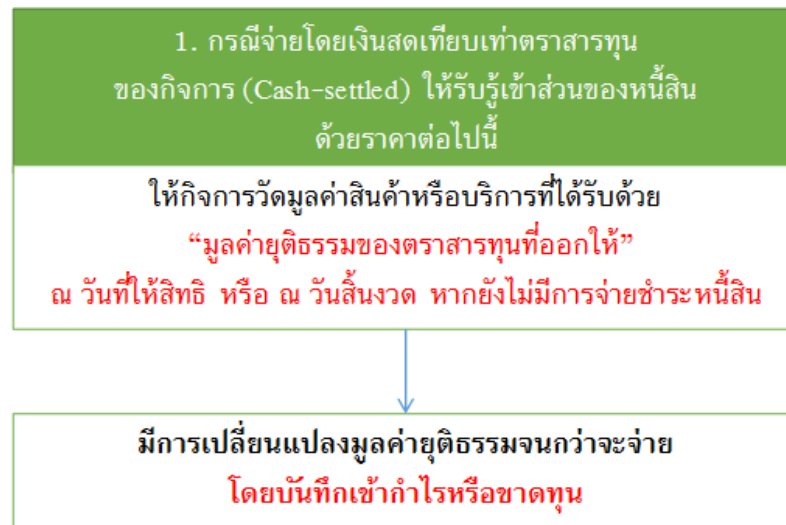 1. กรณีจ่ายโดยเงินสดเทียบเท่าตราสารทุน
ของกิจการ (Cash-settled) ให้รับรู้เข้าส่วนของหนี้สิน
ด้วยราคาต่อไปนี้
ให้กิจการวัดมูลค่าสินค้าหรือบริการที่ได้รับด้วย
“มูลค่ายุติธรรมของตราสารทุนที่ออกให้”
ณ วันที่ให้สิทธิ หรือ ณ วันสิ้นงวด หากยังไม่มีการจ่ายชำระหนี้สิน
มีการเปลี่ยนแปลงมูลค่ายุติธรรมจนกว่าจะจ่าย
โดยบันทึกเข้ากำไรหรือขาดทุน